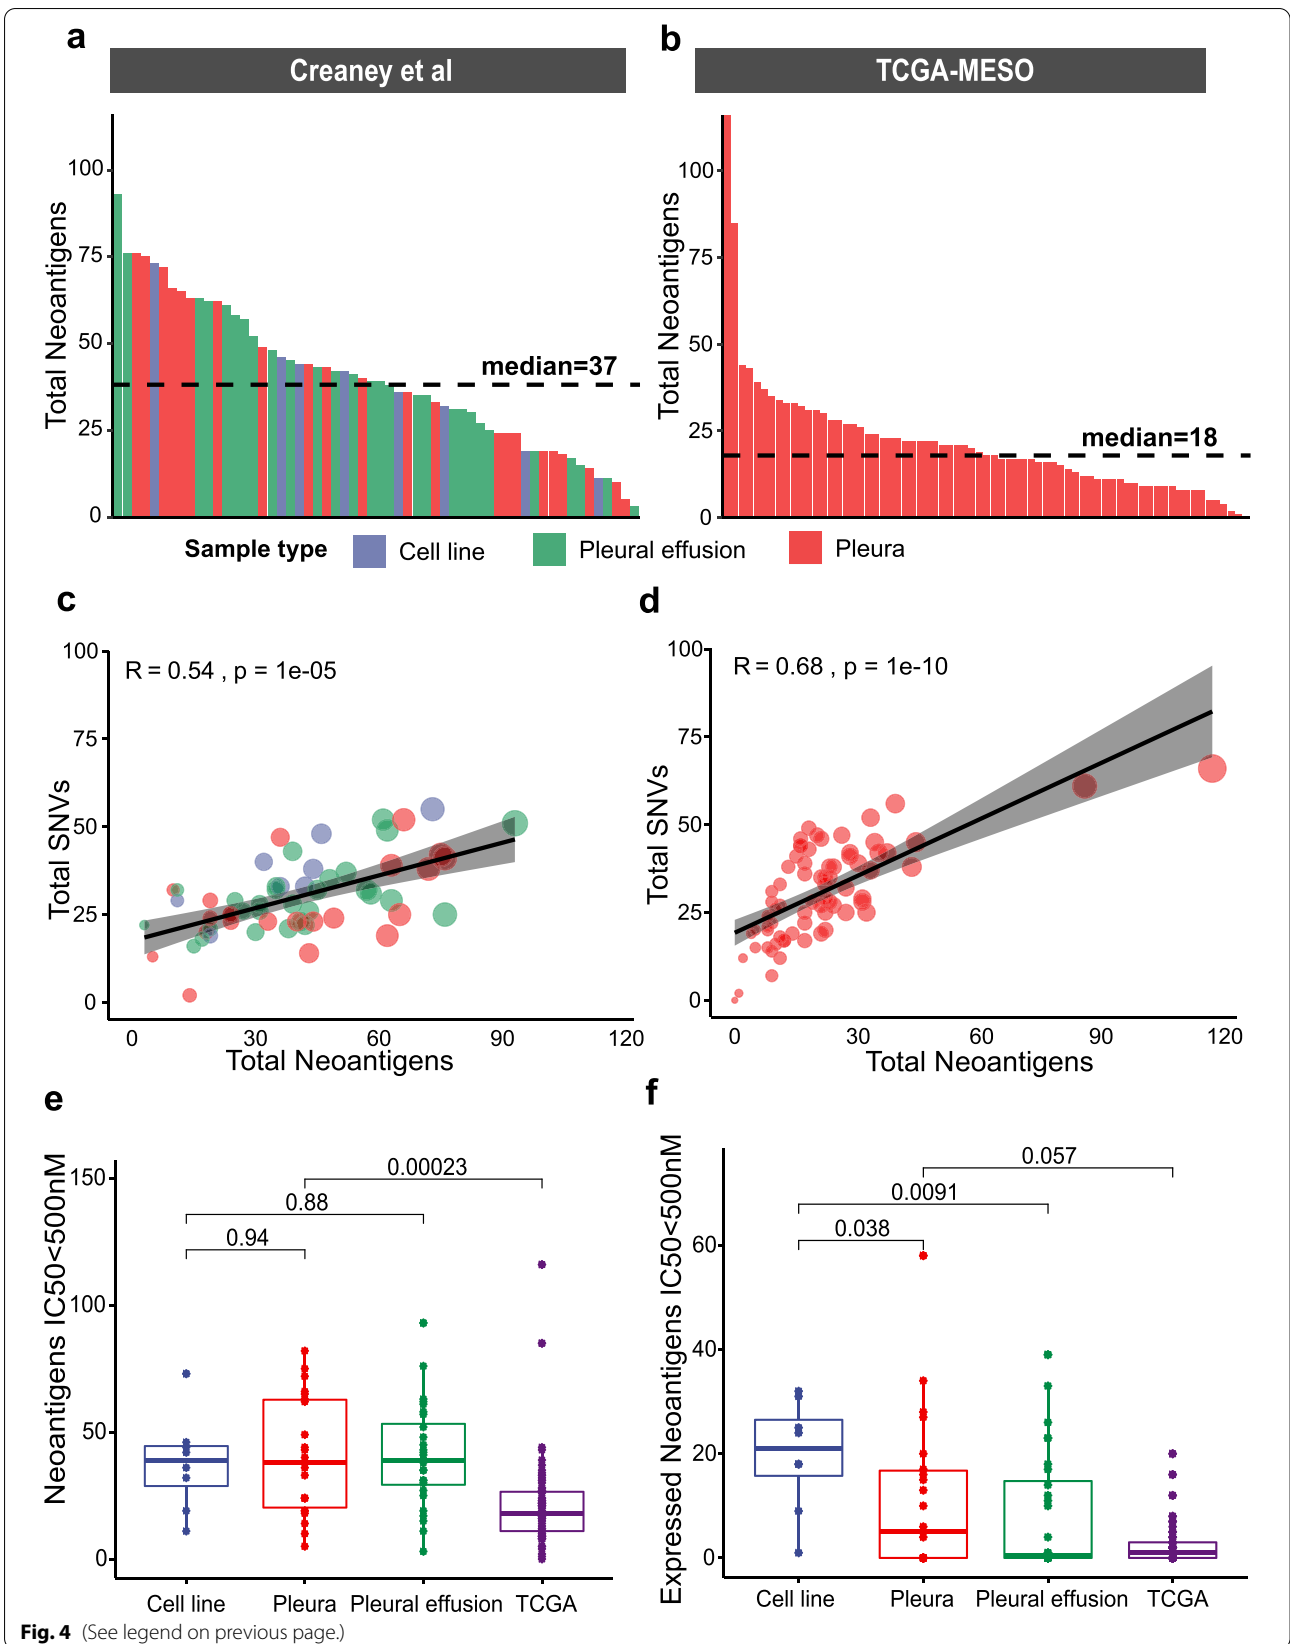 a
b
Creaney et al
TCGA-MESO
Total Neoantigens
100
75
50
25
0
median=37
Total Neoantigens
100
75
50
25
0
median=18
Sample type
Cell line
Pleural effusion
Pleura
c
d
Total SNVs
100
75
50
25
0
R = 0.54 , p = 1e-05
0
30
60
90
120
Total Neoantigens
Total SNVs
100
75
50
25
0
R = 0.68 , p = 1e-10
0
30
60
90
120
Total Neoantigens
e
f
Neoantigens IC50<500nM
150
100
50
0
0.00023
0.88
0.94
Cell line
Pleura
Pleural effusion
TCGA
Expressed Neoantigens IC50<500nM
60
40
20
0
0.057
0.0091
0.038
Cell line
Pleura
Pleural effusion
TCGA
Fig. 4 (See legend on previous page.)